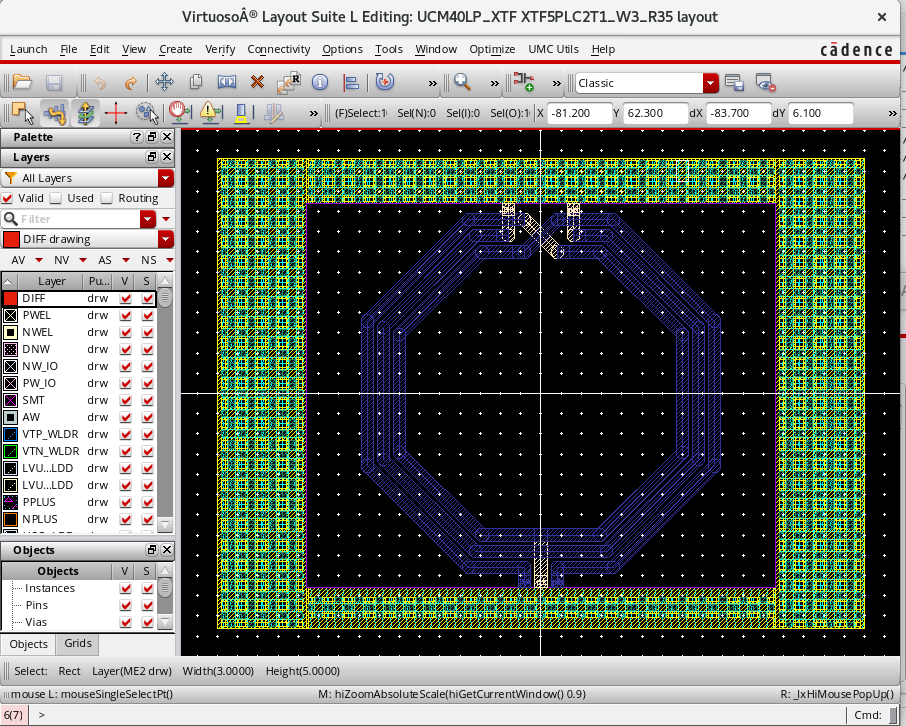 VirtuosoÂ® Layout Suite L Editing: UCM40LP_XTF XTF5PLC2T1_W3_R35 layout
Launch File Edit View Create Verify Connectivity Options Tools Window Optimize UMC Utils Help cādence
» » » Classic
» (F)Select:1 Sel(N):0 Sel(I):0 Sel(O):1 X -81.200 Y 62.300 dX -83.700 dY 6.100 »
Palette
Layers
All Layers
Valid Used Routing
Filter
DIFF drawing
AV NV AS NS
Layer Pu... V S
DIFF drw
PWEL drw
NWEL drw
DNW drw
NW_IO drw
PW_IO drw
SMT drw
AW drw
VTP_WLDR drw
VTN_WLDR drw
LVU...LDD drw
LVU...LDD drw
PPLUS drw
NPLUS drw
Objects
Objects V S
Instances
Pins
Vias
Objects Grids
Select: Rect Layer(ME2 drw) Width(3.0000) Height(5.0000)
mouse L: mouseSingleSelectPt() M: hiZoomAbsoluteScale(hiGetCurrentWindow() 0.9) R: _lxHiMousePopUp()
6(7) > Cmd: